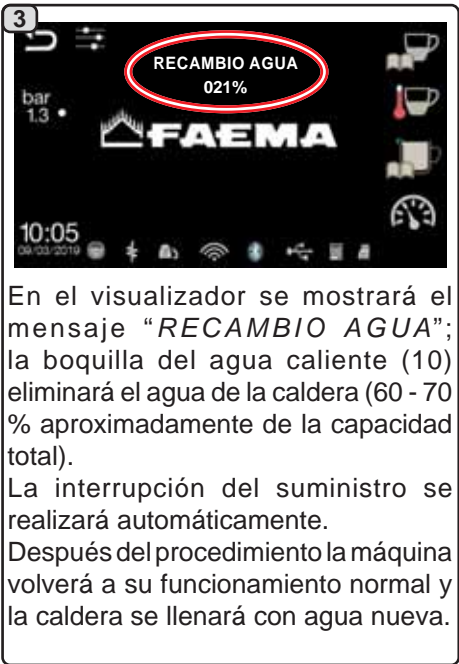 3
RECAMBIO AGUA
021%
bar
1.3
FAEMA
10:05
09/03/2019
En el visualizador se mostrará el
mensaje “RECAMBIO AGUA”;
la boquilla del agua caliente (10)
eliminará el agua de la caldera (60 - 70
% aproximadamente de la capacidad
total).
La interrupción del suministro se
realizará automáticamente.
Después del procedimiento la máquina
volverá a su funcionamiento normal y
la caldera se llenará con agua nueva.